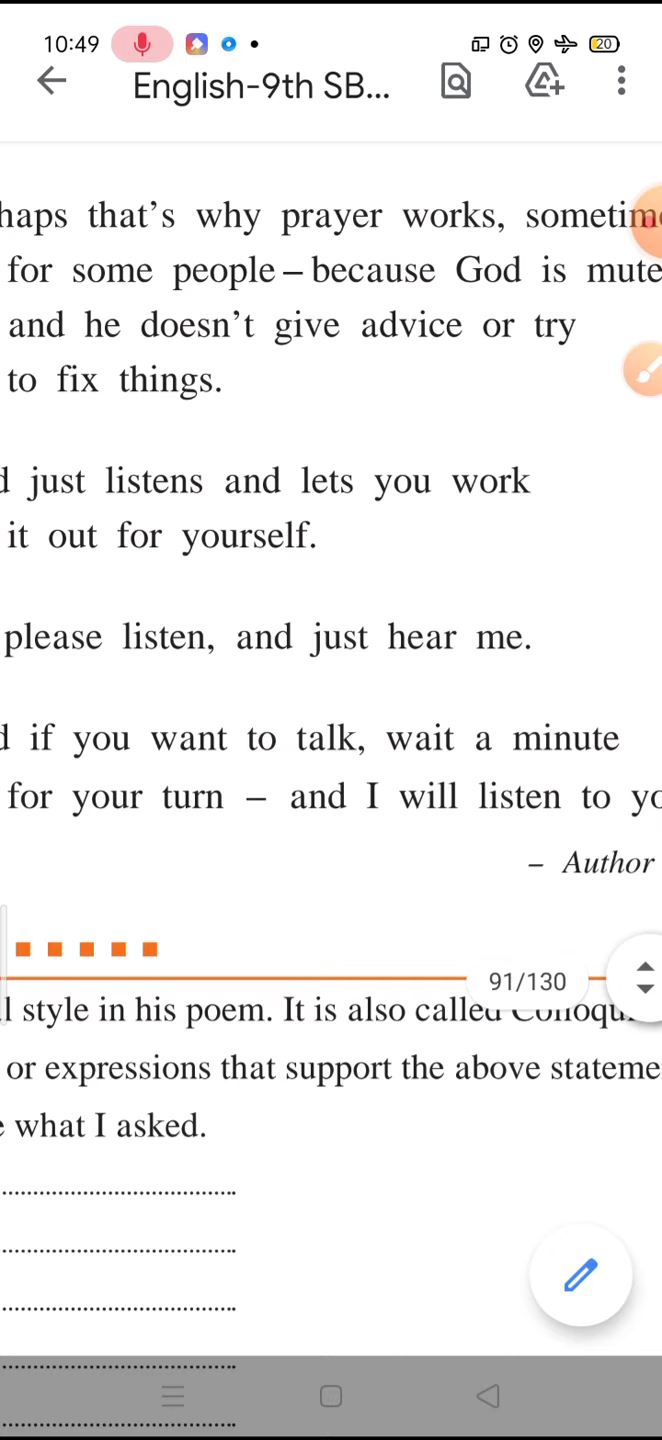 10:49
20
English-9th SB...
haps that's why prayer works, sometim
for some people – because God is mute
and he doesn't give advice or try
to fix things.
d just listens and lets you work
it out for yourself.
please listen, and just hear me.
d if you want to talk, wait a minute
for your turn – and I will listen to yo
– Author
91/130
l style in his poem. It is also called Colloqu
or expressions that support the above stateme
e what I asked.